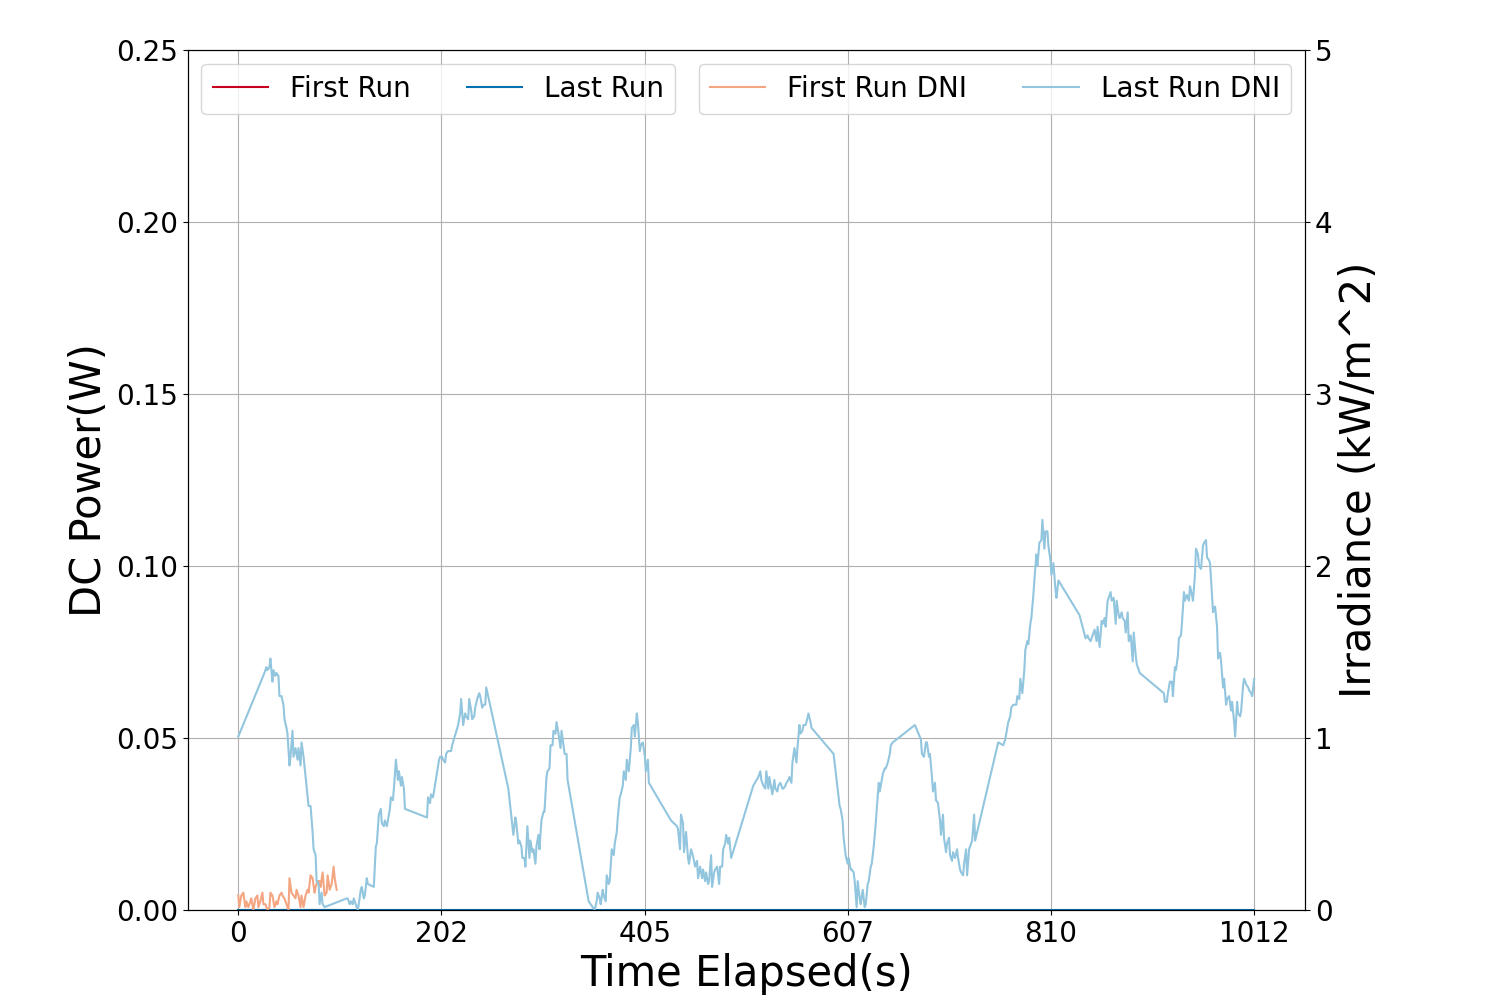 First Run Last Run First Run DNI Last Run DNI
0.25 5
0.20 4
0.15 3
0.10 2
0.05 1
0.00 0
DC Power(W)
Irradiance (kW/m^2)
0 202 405 607 810 1012
Time Elapsed(s)